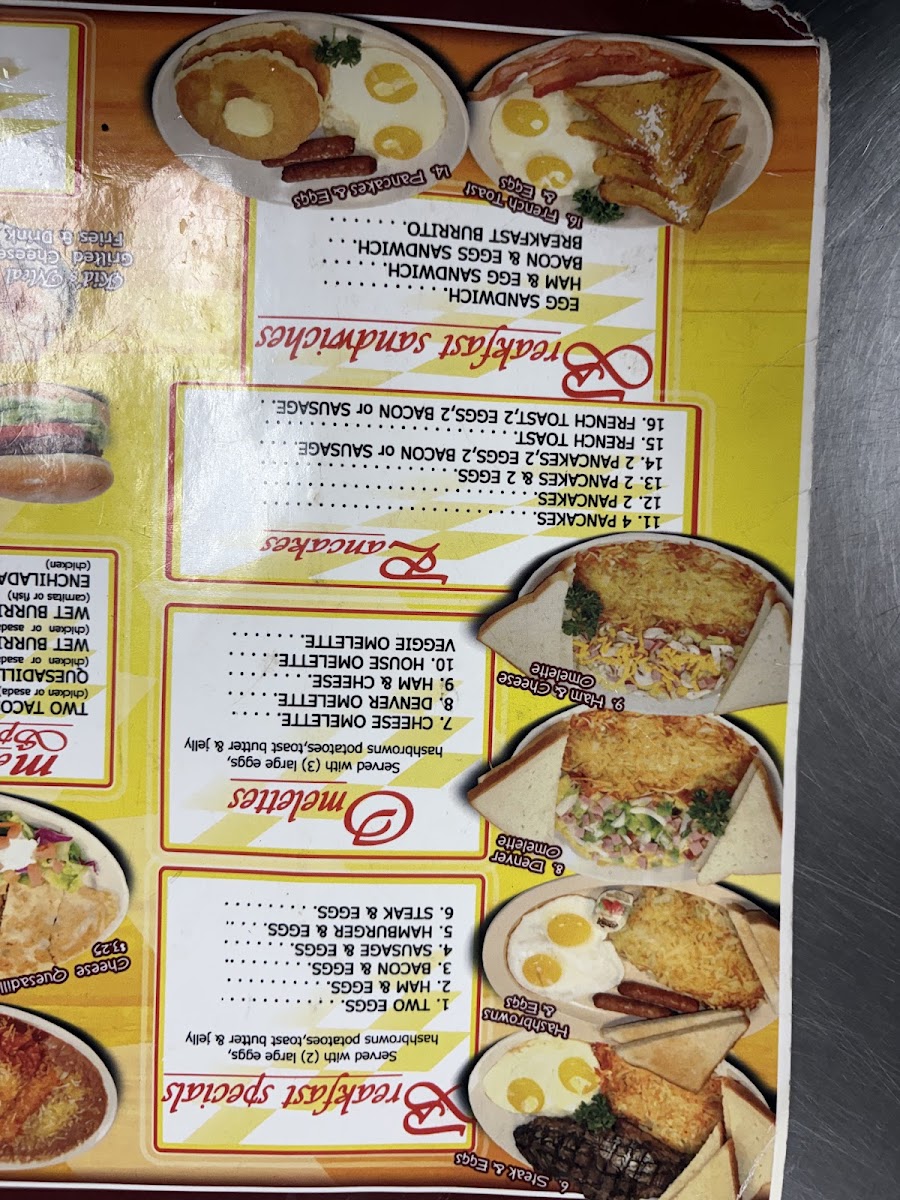 Breakfast specials
Served with (2) large eggs,
hashbrowns potatoes,toast butter & jelly
1. TWO EGGS.
2. HAM & EGGS.
3. BACON & EGGS.
4. SAUSAGE & EGGS
5. HAMBURGER & EGGS.
6. STEAK & EGGS.
6. Steak & Eggs
Hashbrowns
& Eggs
Omelettes
Served with (3) large eggs,
hashbrowns potatoes,toast butter & jelly
7. CHEESE OMELETTE.
8. DENVER OMELETTE.
9. HAM & CHEESE.
10. HOUSE OMELETTE.
VEGGIE OMELETTE.
8. Denver
Omelette
9. Ham & Cheese
Omelette
Pancakes
11. 4 PANCAKES.
12. 2 PANCAKES.
13. 2 PANCAKES & 2 EGGS.
14. 2 PANCAKES,2 EGGS,2 BACON or SAUSAGE.
15. FRENCH TOAST.
16. FRENCH TOAST,2 EGGS,2 BACON or SAUSAGE.
Breakfast sandwiches
EGG SANDWICH.
HAM & EGG SANDWICH.
BACON & EGGS SANDWICH.
BREAKFAST BURRITO.
16. French Toast
& Eggs
14. Pancakes & Eggs
Cheese Quesadill
$3.25
TWO TACO
(chicken or asada)
QUESADILL
(chicken or asada
WET BURRI
(chicken or asada
WET BURRI
(carnitas or fish)
ENCHILADA
(chicken)
Kid's Meal
Grilled Cheese
Fries & Drink